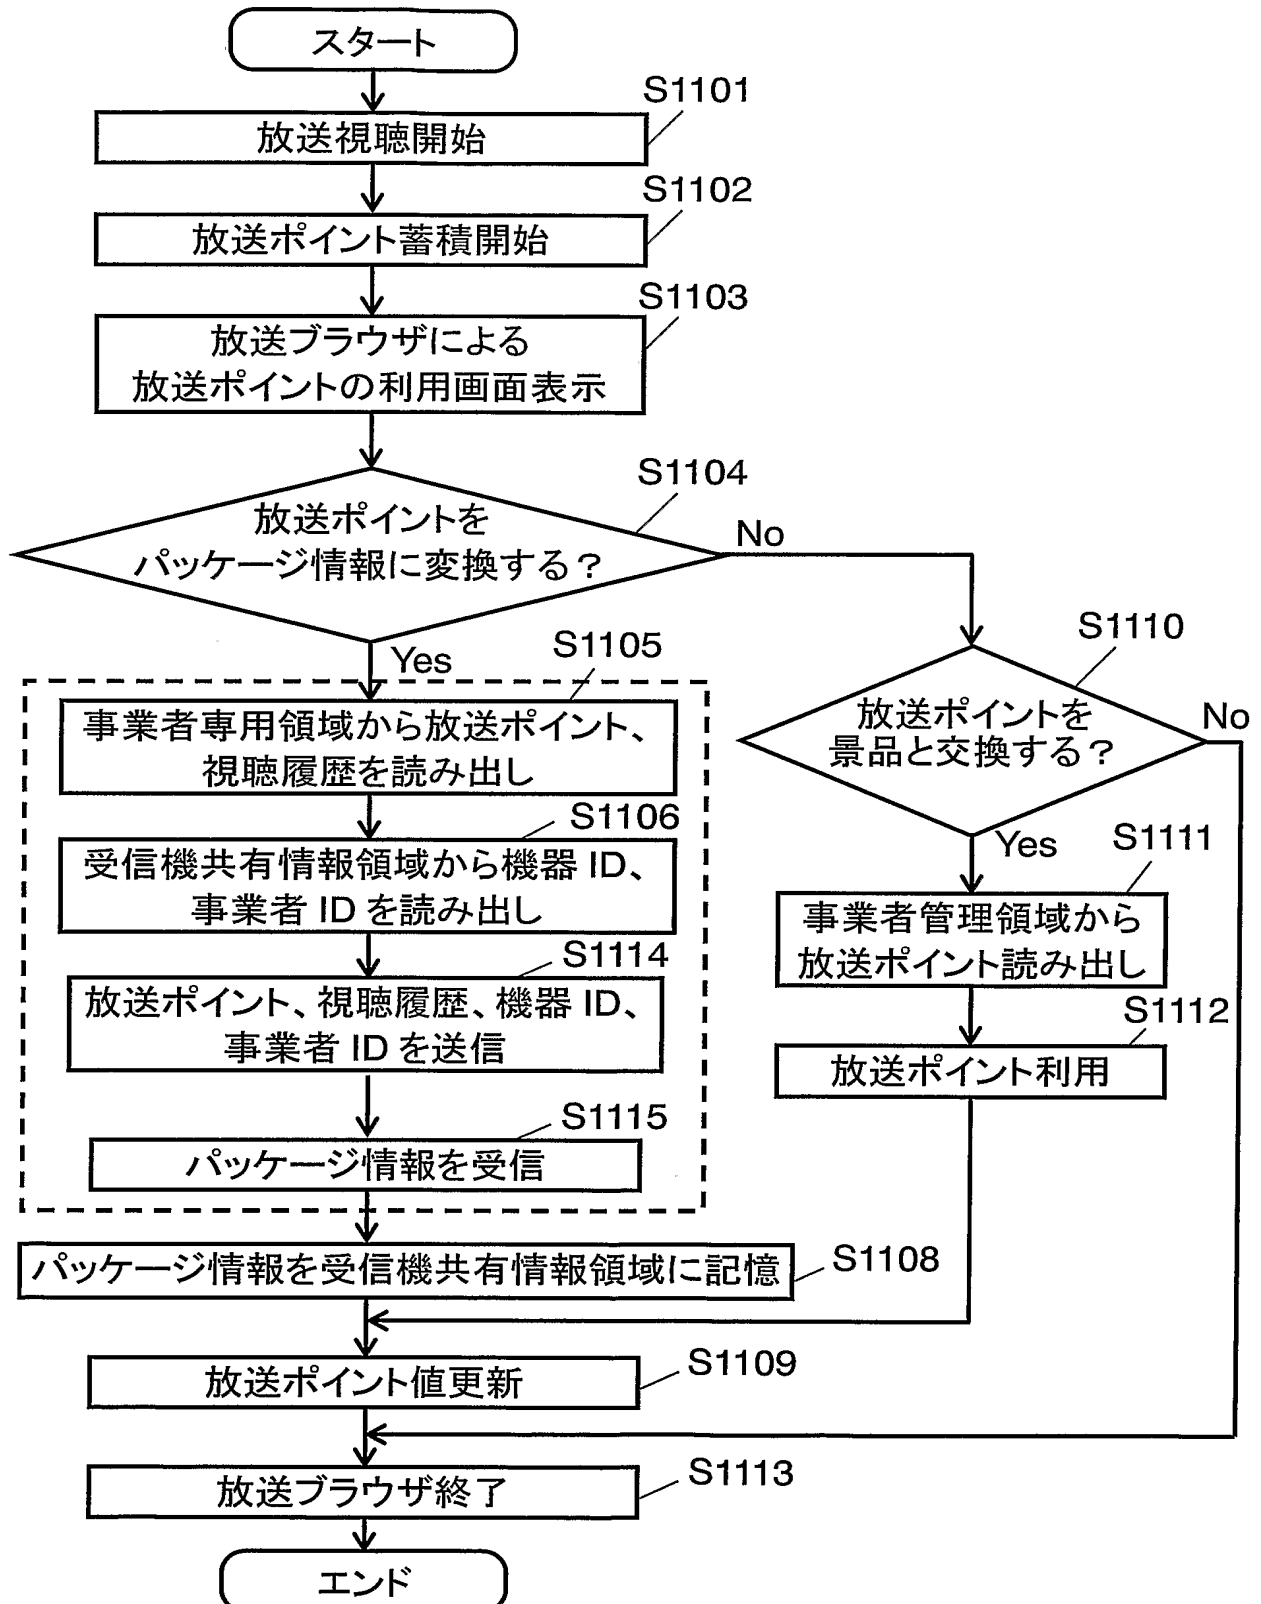 スタート
S1101
放送視聴開始
S1102
放送ポイント蓄積開始
S1103
放送ブラウザによる
放送ポイントの利用画面表示
S1104
放送ポイントを
パッケージ情報に変換する？
No
Yes
S1105
事業者専用領域から放送ポイント、
視聴履歴を読み出し
S1106
受信機共有情報領域から機器 ID、
事業者 ID を読み出し
S1114
放送ポイント、視聴履歴、機器 ID、
事業者 ID を送信
S1115
パッケージ情報を受信
S1110
放送ポイントを
景品と交換する？
No
Yes
S1111
事業者管理領域から
放送ポイント読み出し
S1112
放送ポイント利用
パッケージ情報を受信機共有情報領域に記憶
S1108
放送ポイント値更新
S1109
放送ブラウザ終了
S1113
エンド